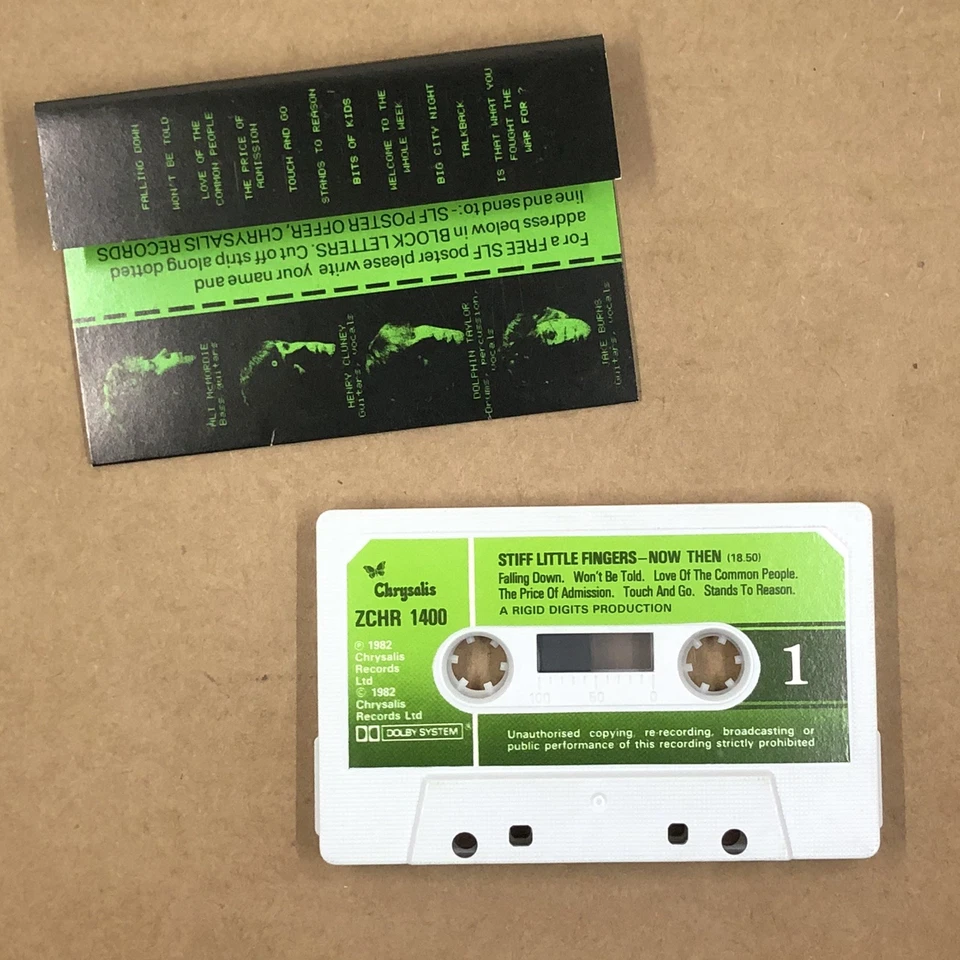 FALLING DOWN
WON'T BE TOLD
LOVE OF THE
COMMON PEOPLE
THE PRICE OF
ADMISSION
TOUCH AND GO
STANDS TO REASON
BITS OF KIDS
WELCOME TO THE
WHOLE WEEK
BIG CITY NIGHT
TALKBACK
IS THAT WHAT YOU
FOUGHT THE
WAR FOR ?
For a FREE SLF poster please write your name and
address below in BLOCK LETTERS. Cut off strip along dotted
line and send to:- SLF POSTER OFFER, CHRYSALIS RECORDS
ALI McMORDIE
Bass guitars
HENRY CLUNEY
Guitars, vocals
DOLPHIN TAYLOR
Drums, percussion,
vocals
JAKE BURNS
Guitars, vocals
Chrysalis
ZCHR 1400
℗ 1982
Chrysalis
Records
Ltd
© 1982
Chrysalis
Records Ltd
DOLBY SYSTEM
STIFF LITTLE FINGERS—NOW THEN (18.50)
Falling Down. Won't Be Told. Love Of The Common People.
The Price Of Admission. Touch And Go. Stands To Reason.
A RIGID DIGITS PRODUCTION
1
100 50 0
Unauthorised copying, re-recording, broadcasting or
public performance of this recording strictly prohibited